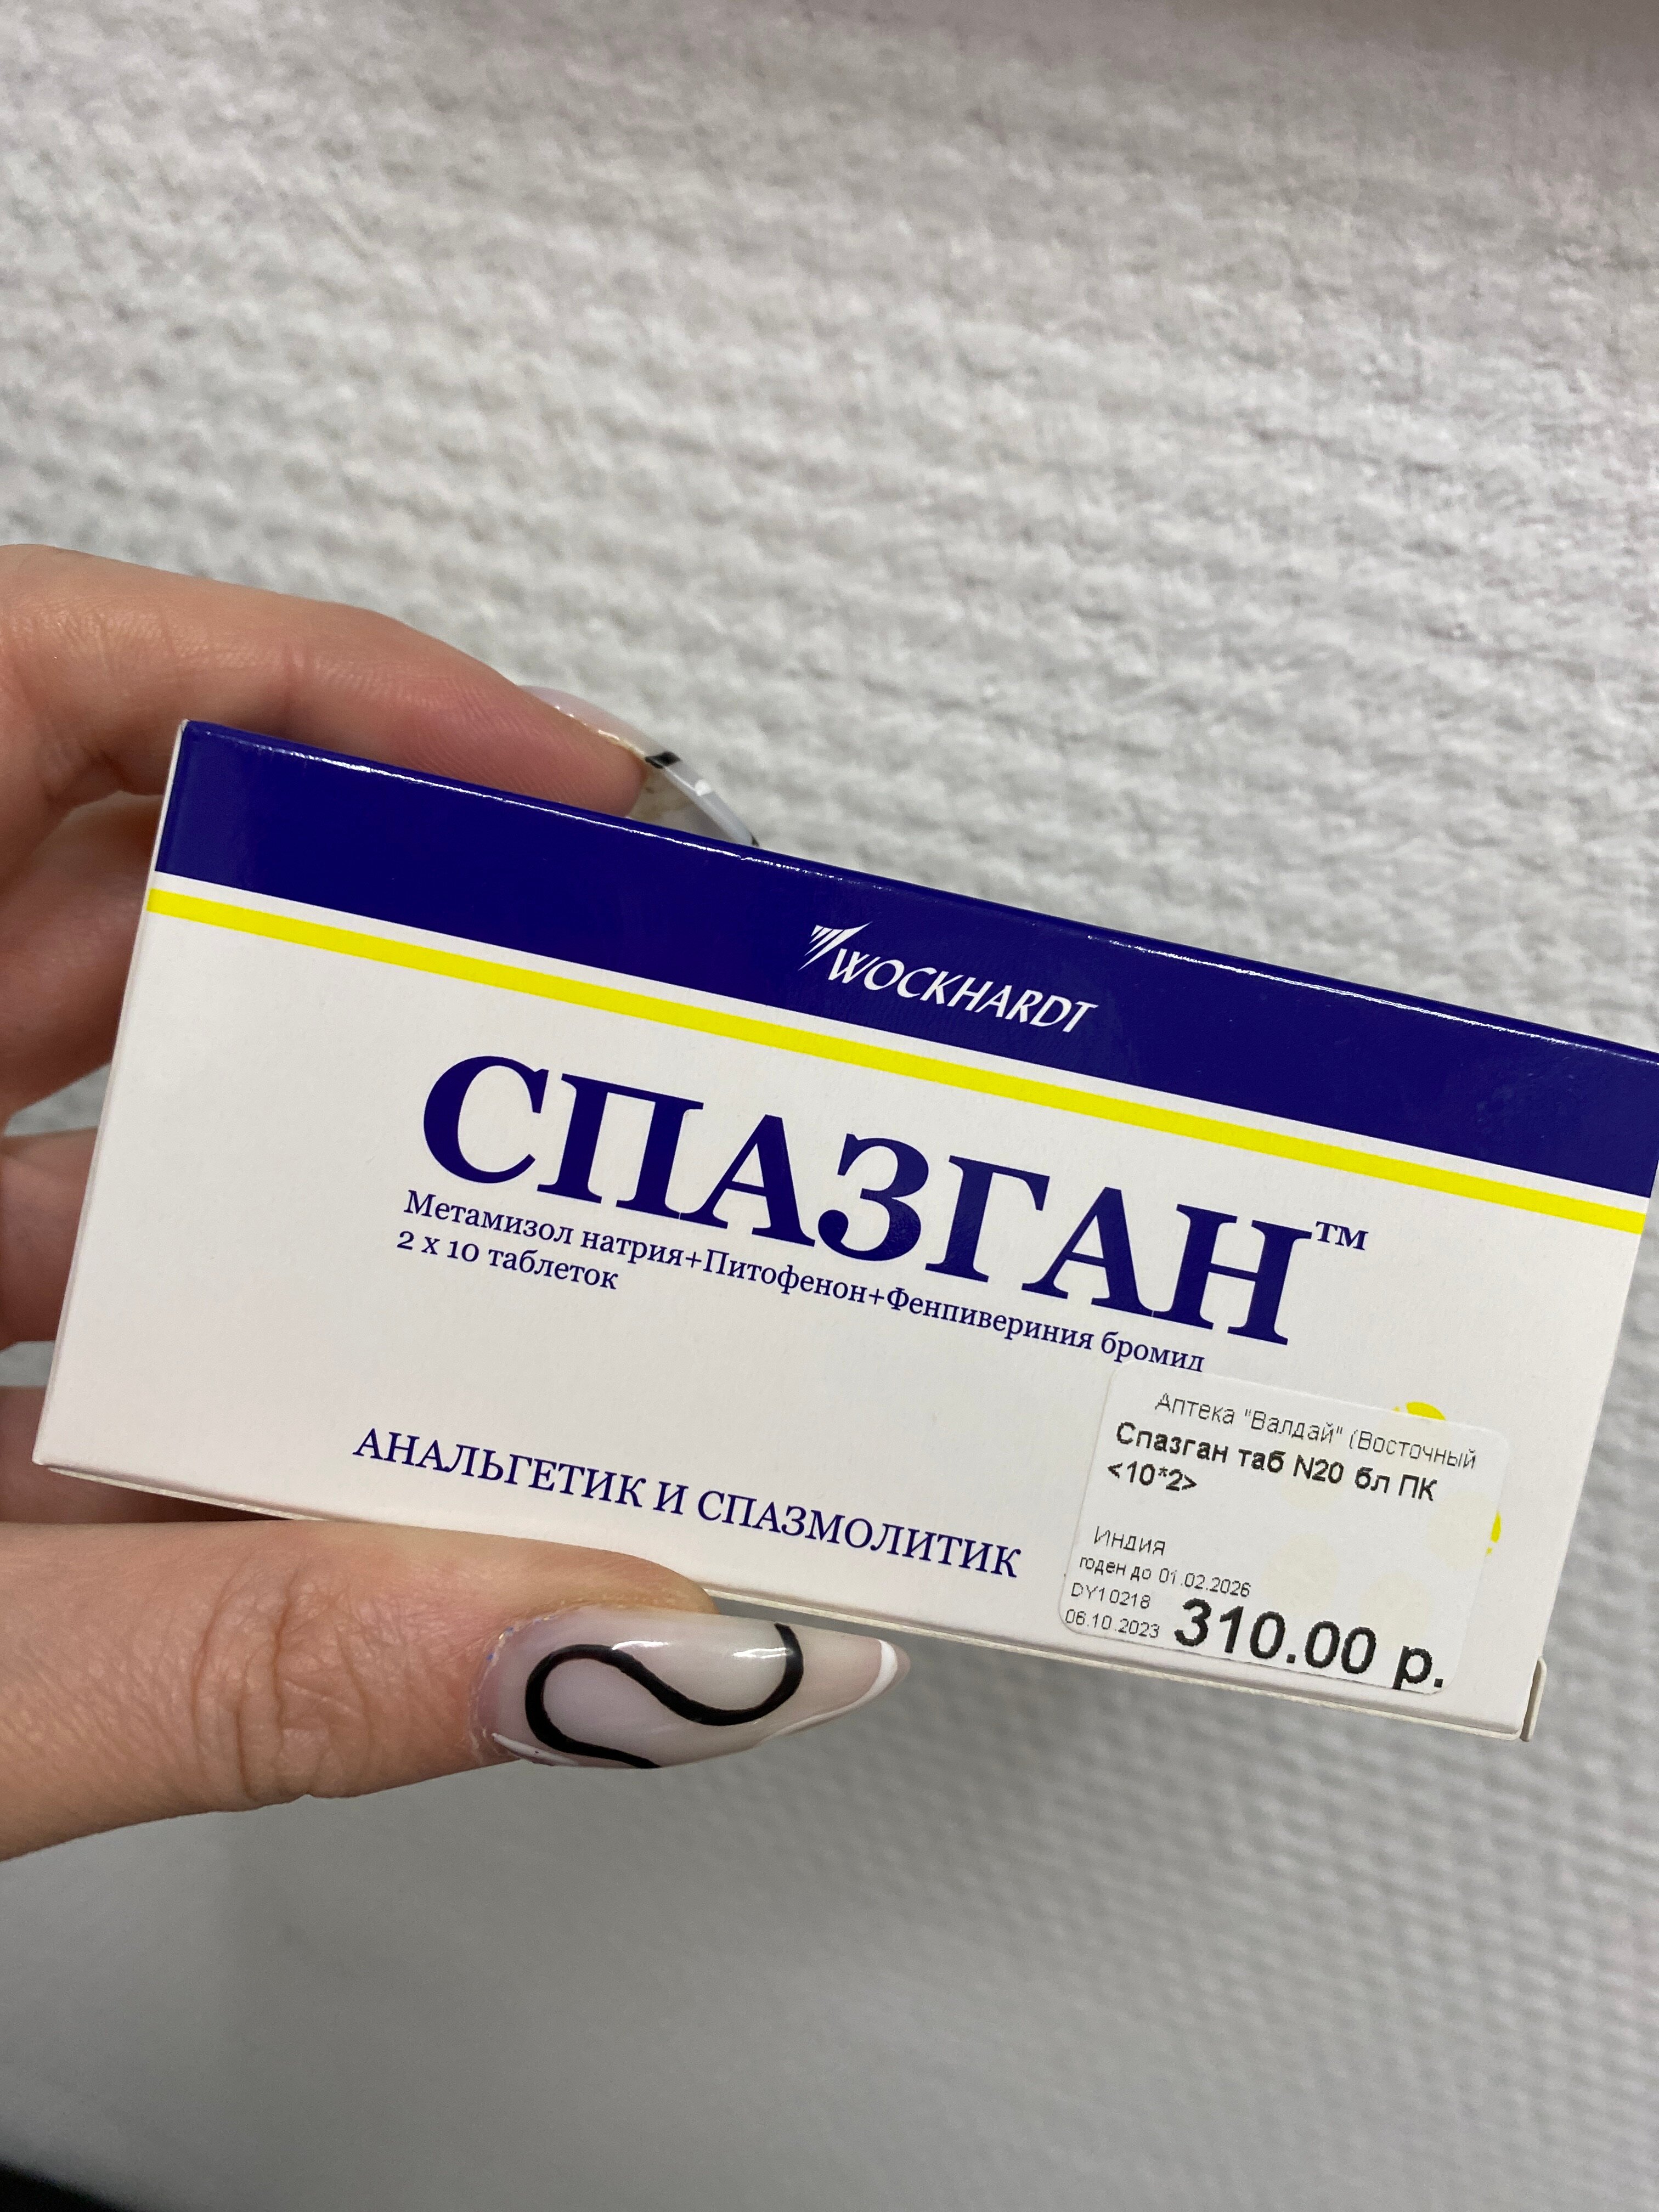 WOCKHARDT
СПАЗГАН™
Метамизол натрия+Питофенон+Фенпивериния бромид
2 x 10 таблеток
АНАЛЬГЕТИК И СПАЗМОЛИТИК
Аптека "Валдай" (Восточный
Спазган таб N20 бл ПК
<10*2>
Индия
годен до 01.02.2026
DY10218
06.10.2023 310.00 р.